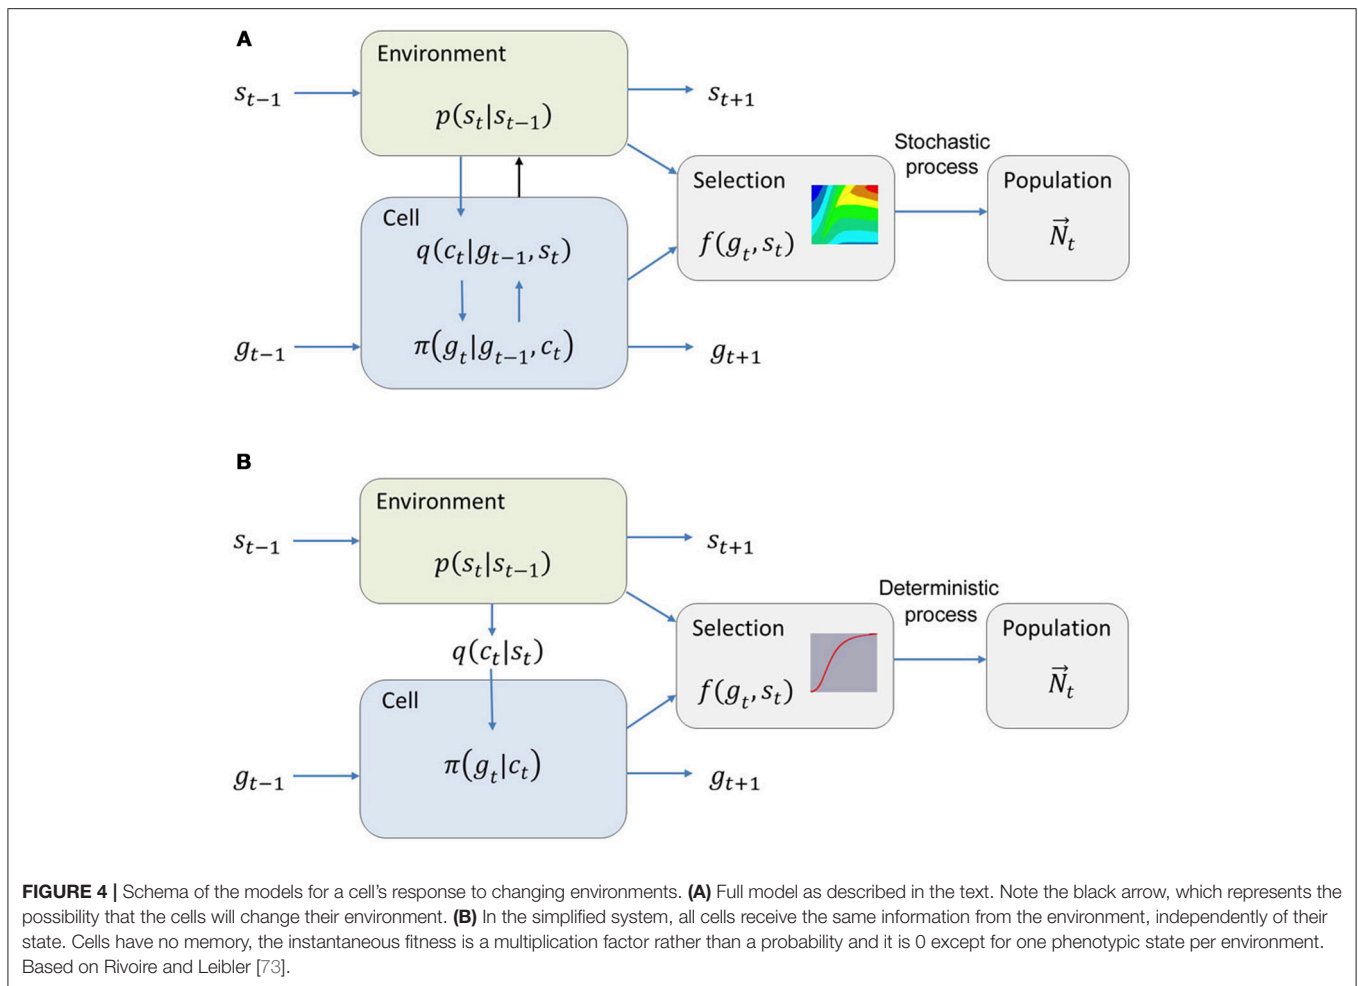 A
Environment
s_{t−1}
s_{t+1}
p(s_t|s_{t−1})
Stochastic
process
Selection
Population
Cell
q(c_t|g_{t−1}, s_t)
f(g_t, s_t)
\vec{N}_t
g_{t−1}
π(g_t|g_{t−1}, c_t)
g_{t+1}
B
Environment
s_{t−1}
s_{t+1}
p(s_t|s_{t−1})
Deterministic
process
Selection
Population
q(c_t|s_t)
Cell
f(g_t, s_t)
\vec{N}_t
π(g_t|c_t)
g_{t−1}
g_{t+1}
FIGURE 4 | Schema of the models for a cell’s response to changing environments. (A) Full model as described in the text. Note the black arrow, which represents the
possibility that the cells will change their environment. (B) In the simplified system, all cells receive the same information from the environment, independently of their
state. Cells have no memory, the instantaneous fitness is a multiplication factor rather than a probability and it is 0 except for one phenotypic state per environment.
Based on Rivoire and Leibler [73].